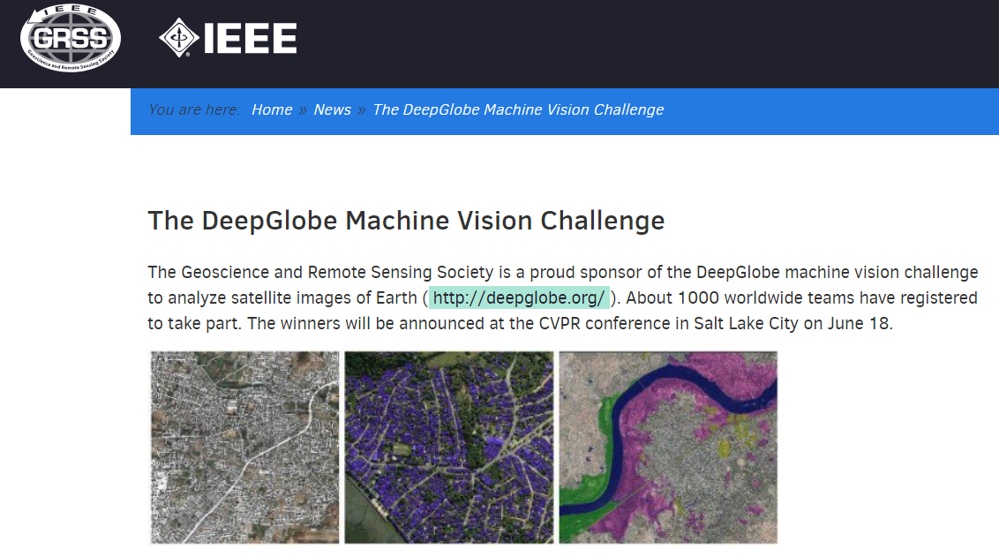 IEEE
GRSS
Geoscience and Remote Sensing Society
IEEE
You are here: Home » News » The DeepGlobe Machine Vision Challenge
The DeepGlobe Machine Vision Challenge
The Geoscience and Remote Sensing Society is a proud sponsor of the DeepGlobe machine vision challenge
to analyze satellite images of Earth ( http://deepglobe.org/ ). About 1000 worldwide teams have registered
to take part. The winners will be announced at the CVPR conference in Salt Lake City on June 18.